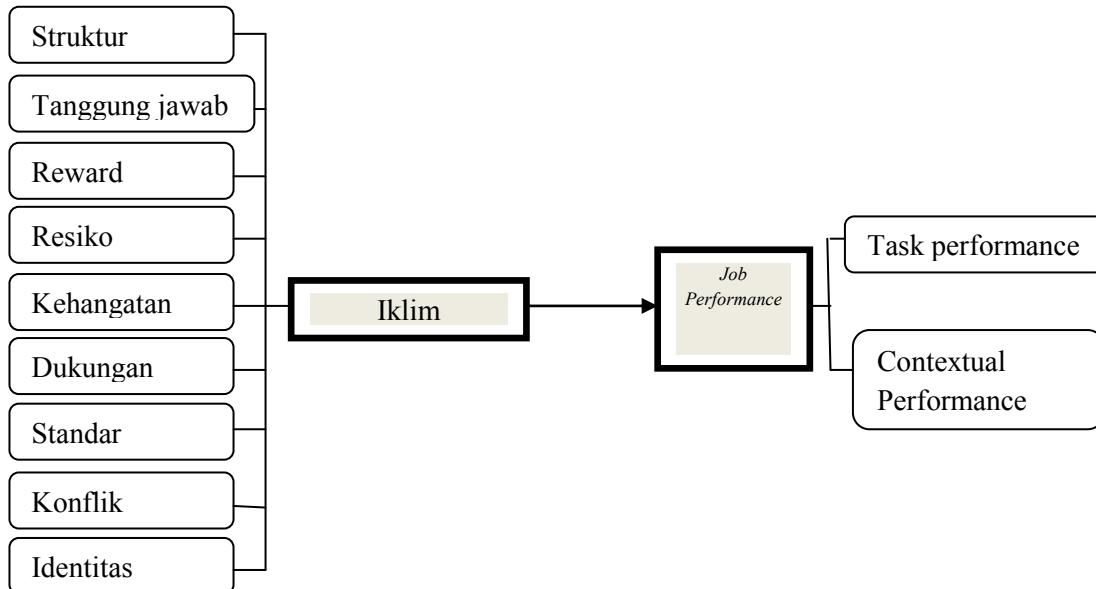 Struktur
Tanggung jawab
Reward
Resiko
Kehangatan
Dukungan
Standar
Konflik
Identitas
Iklim
Job
Performance
Task performance
Contextual
Performance